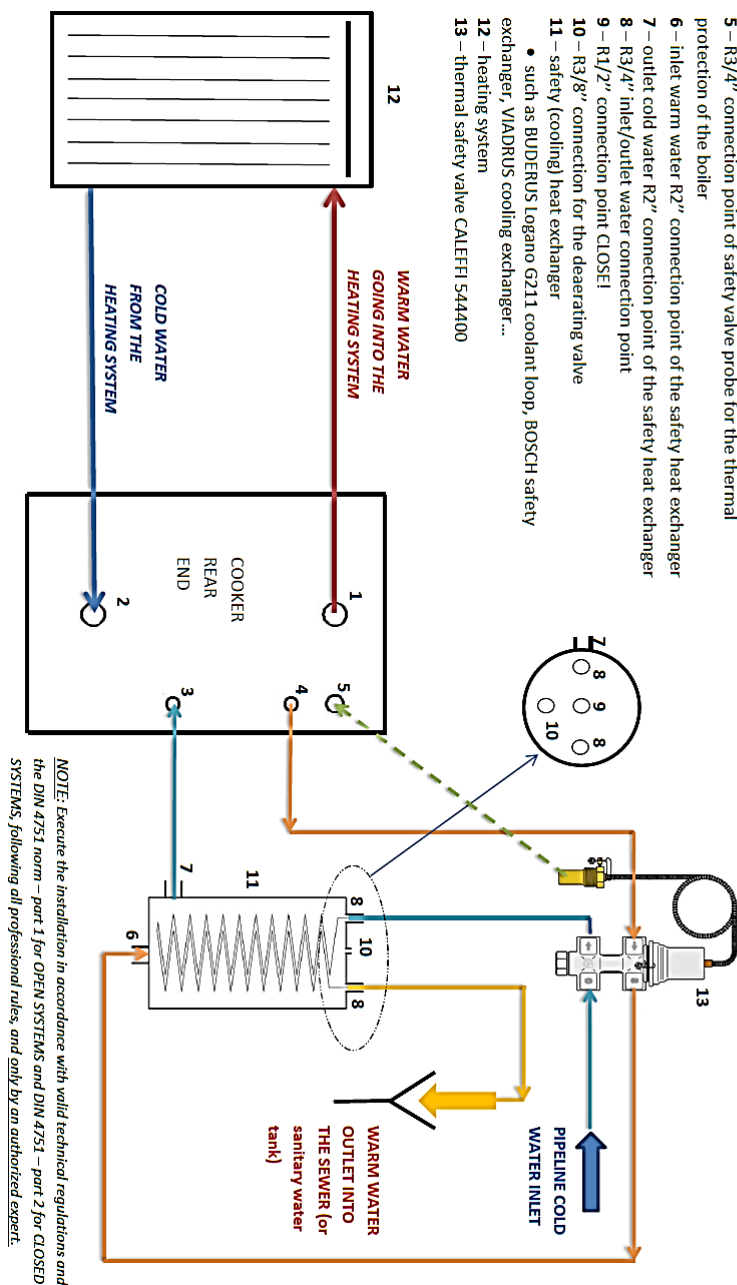 5 – R3/4″ connection point of safety valve probe for the thermal
protection of the boiler
6 – inlet warm water R2″ connection point of the safety heat exchanger
7 – outlet cold water R2″ connection point of the safety heat exchanger
8 – R3/4″ inlet/outlet water connection point
9 – R1/2″ connection point CLOSE!
10 – R3/8″ connection for the deaerating valve
11 – safety (cooling) heat exchanger
• such as BUDERUS Logano G211 coolant loop, BOSCH safety
exchanger, VIADRUS cooling exchanger...
12 – heating system
13 – thermal safety valve CALEFFI 544400
12
WARM WATER
GOING INTO THE
HEATING SYSTEM
COLD WATER
FROM THE
HEATING SYSTEM
COOKER
REAR
END
1
2
5
4
3
7
8
9
8
10
13
11
8
10
8
7
6
PIPELINE COLD
WATER INLET
WARM WATER
OUTLET INTO
THE SEWER (or
sanitary water
tank)
NOTE: Execute the installation in accordance with valid technical regulations and
the DIN 4751 norm – part 1 for OPEN SYSTEMS and DIN 4751 – part 2 for CLOSED
SYSTEMS, following all professional rules, and only by an authorized expert.